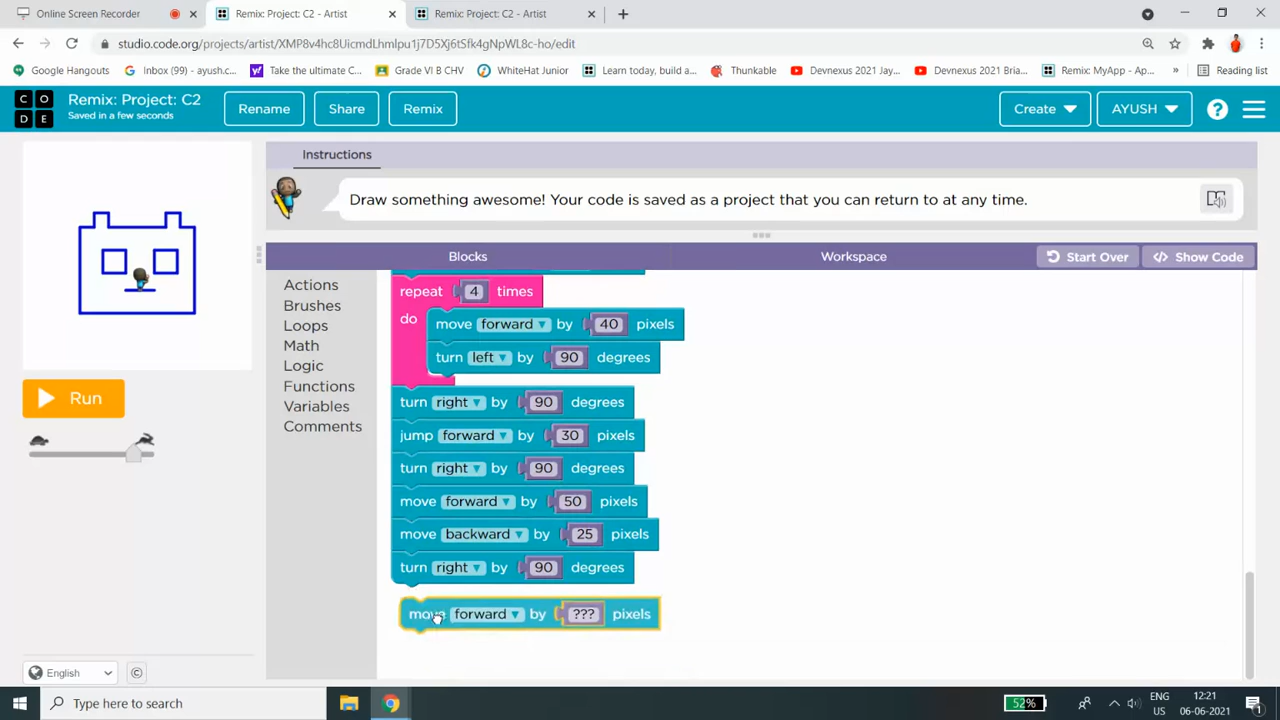 Online Screen Recorder
Remix: Project: C2 - Artist
Remix: Project: C2 - Artist
studio.code.org/projects/artist/XMP8v4hc8UicmdLhmlpu1j7D5Xj6tSfk4gNpWL8c-ho/edit
Google Hangouts
Inbox (99) - ayush.c...
Take the ultimate C...
Grade VI B CHV
WhiteHat Junior
Learn today, build a...
Thunkable
Devnexus 2021 Jay...
Devnexus 2021 Bria...
Remix: MyApp - Ap...
»
Reading list
CODE
Remix: Project: C2
Saved in a few seconds
Rename
Share
Remix
Create
AYUSH
?
Instructions
Draw something awesome! Your code is saved as a project that you can return to at any time.
Blocks
Workspace
Start Over
</> Show Code
Actions
Brushes
Loops
Math
Logic
Functions
Variables
Comments
repeat 4 times
do
move forward by 40 pixels
turn left by 90 degrees
turn right by 90 degrees
jump forward by 30 pixels
turn right by 90 degrees
move forward by 50 pixels
move backward by 25 pixels
turn right by 90 degrees
move forward by ??? pixels
Run
English
©
Type here to search
52%
ENG
US
12:21
06-06-2021
1